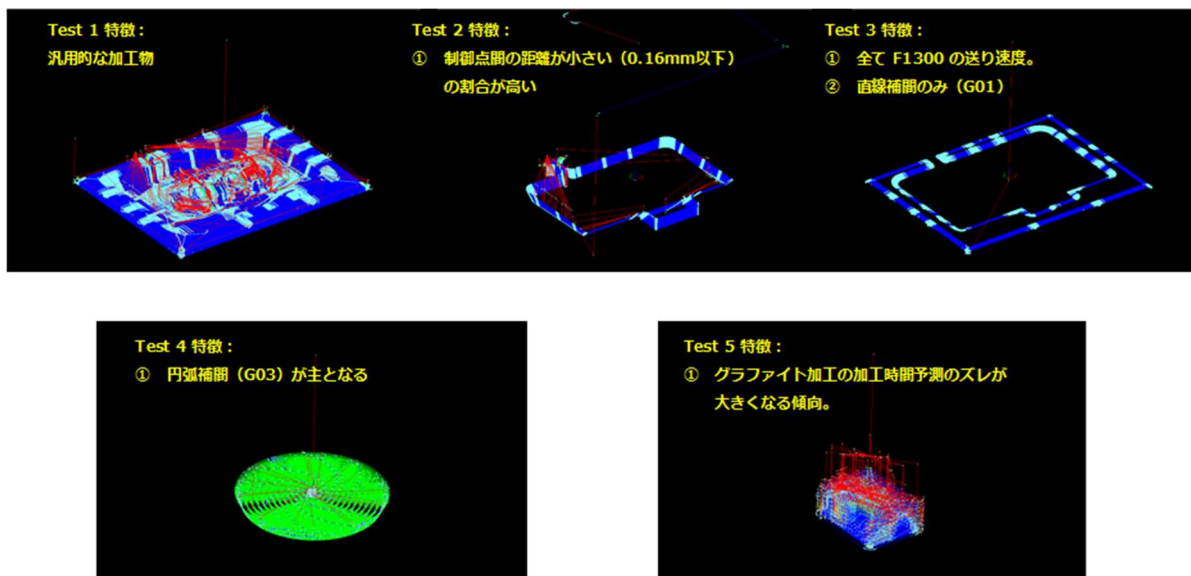 Test 1 特徴：
汎用的な加工物
Test 2 特徴：
① 制御点間の距離が小さい（0.16mm以下）
の割合が高い
Test 3 特徴：
① 全て F1300 の送り速度。
② 直線補間のみ（G01）
Test 4 特徴：
① 円弧補間（G03）が主となる
Test 5 特徴：
① グラファイト加工の加工時間予測のズレが
大きくなる傾向。